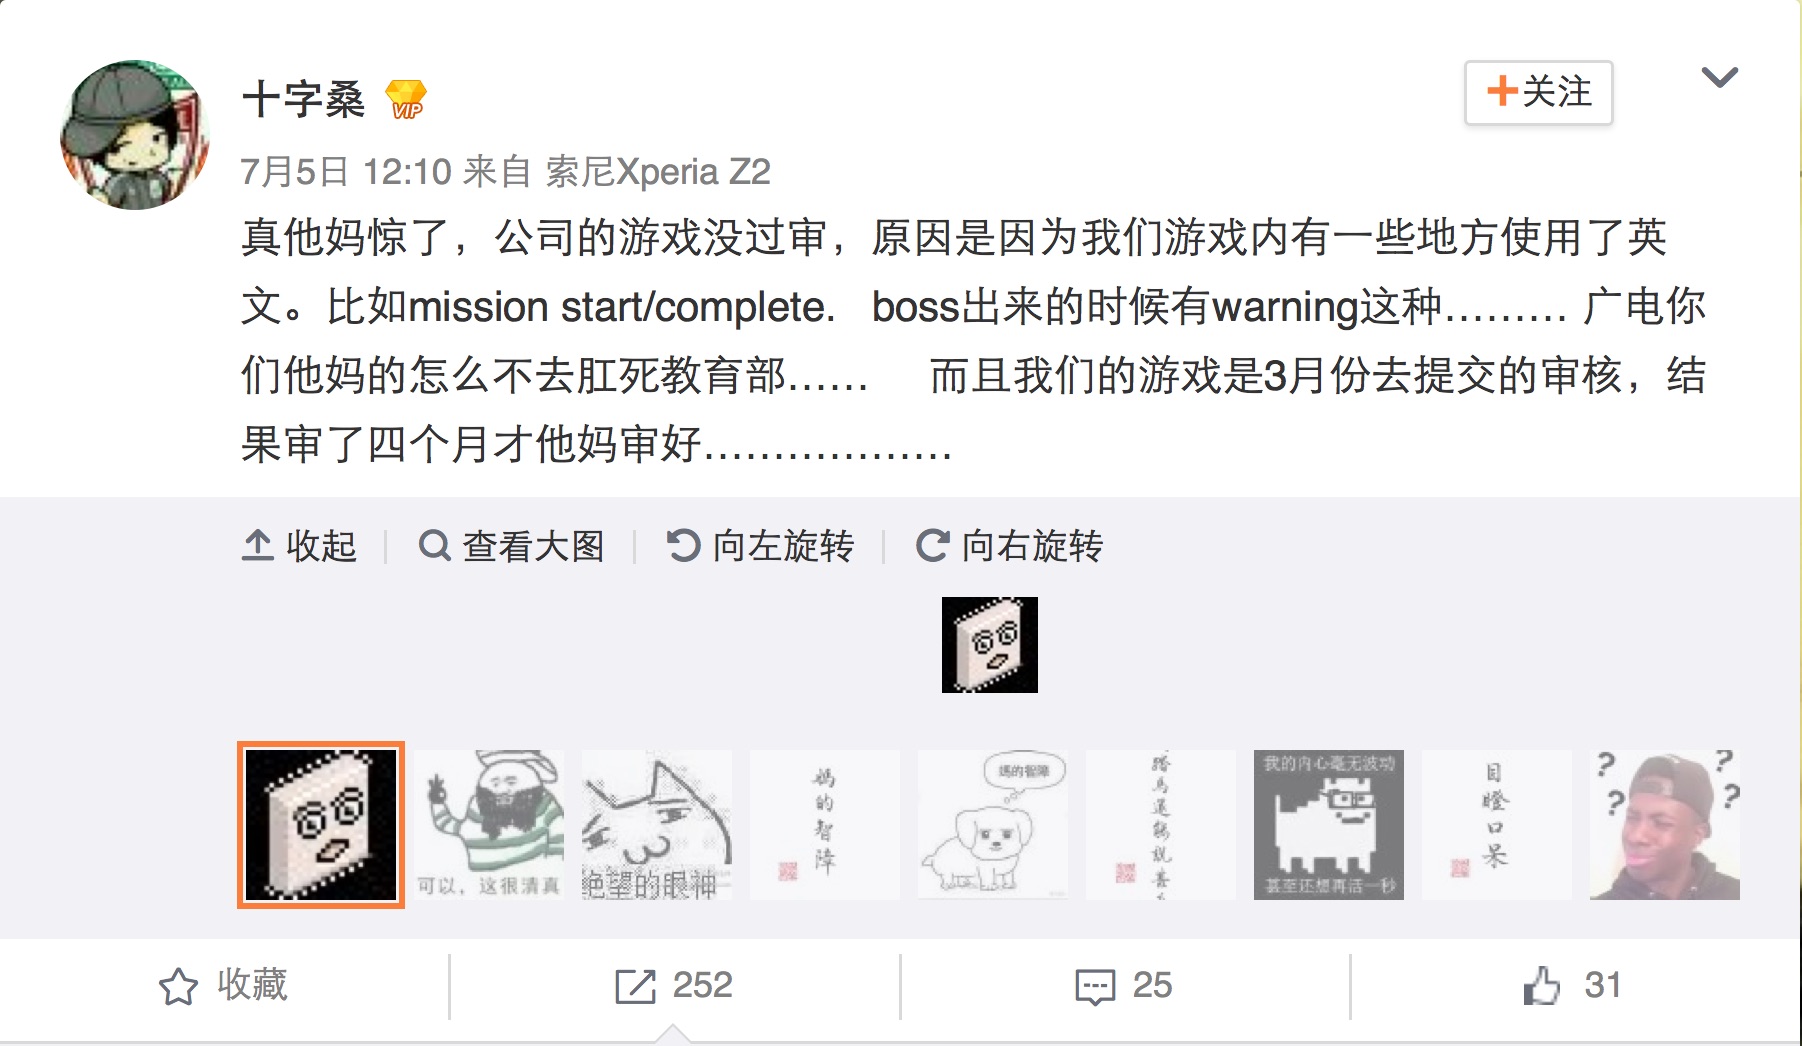 十字桑
VIP
+关注
7月5日 12:10 来自 索尼Xperia Z2
真他妈惊了，公司的游戏没过审，原因是因为我们游戏内有一些地方使用了英
文。比如mission start/complete. boss出来的时候有warning这种……… 广电你
们他妈的怎么不去肛死教育部…… 而且我们的游戏是3月份去提交的审核，结
果审了四个月才他妈审好………………
收起
查看大图
向左旋转
向右旋转
可以，这很清真
绝望的眼神
媽的智障
媽的智障
踏馬還能說甚
我的内心毫无波动
甚至还想再活一秒
目瞪口呆
? ? ? ?
收藏
252
25
31